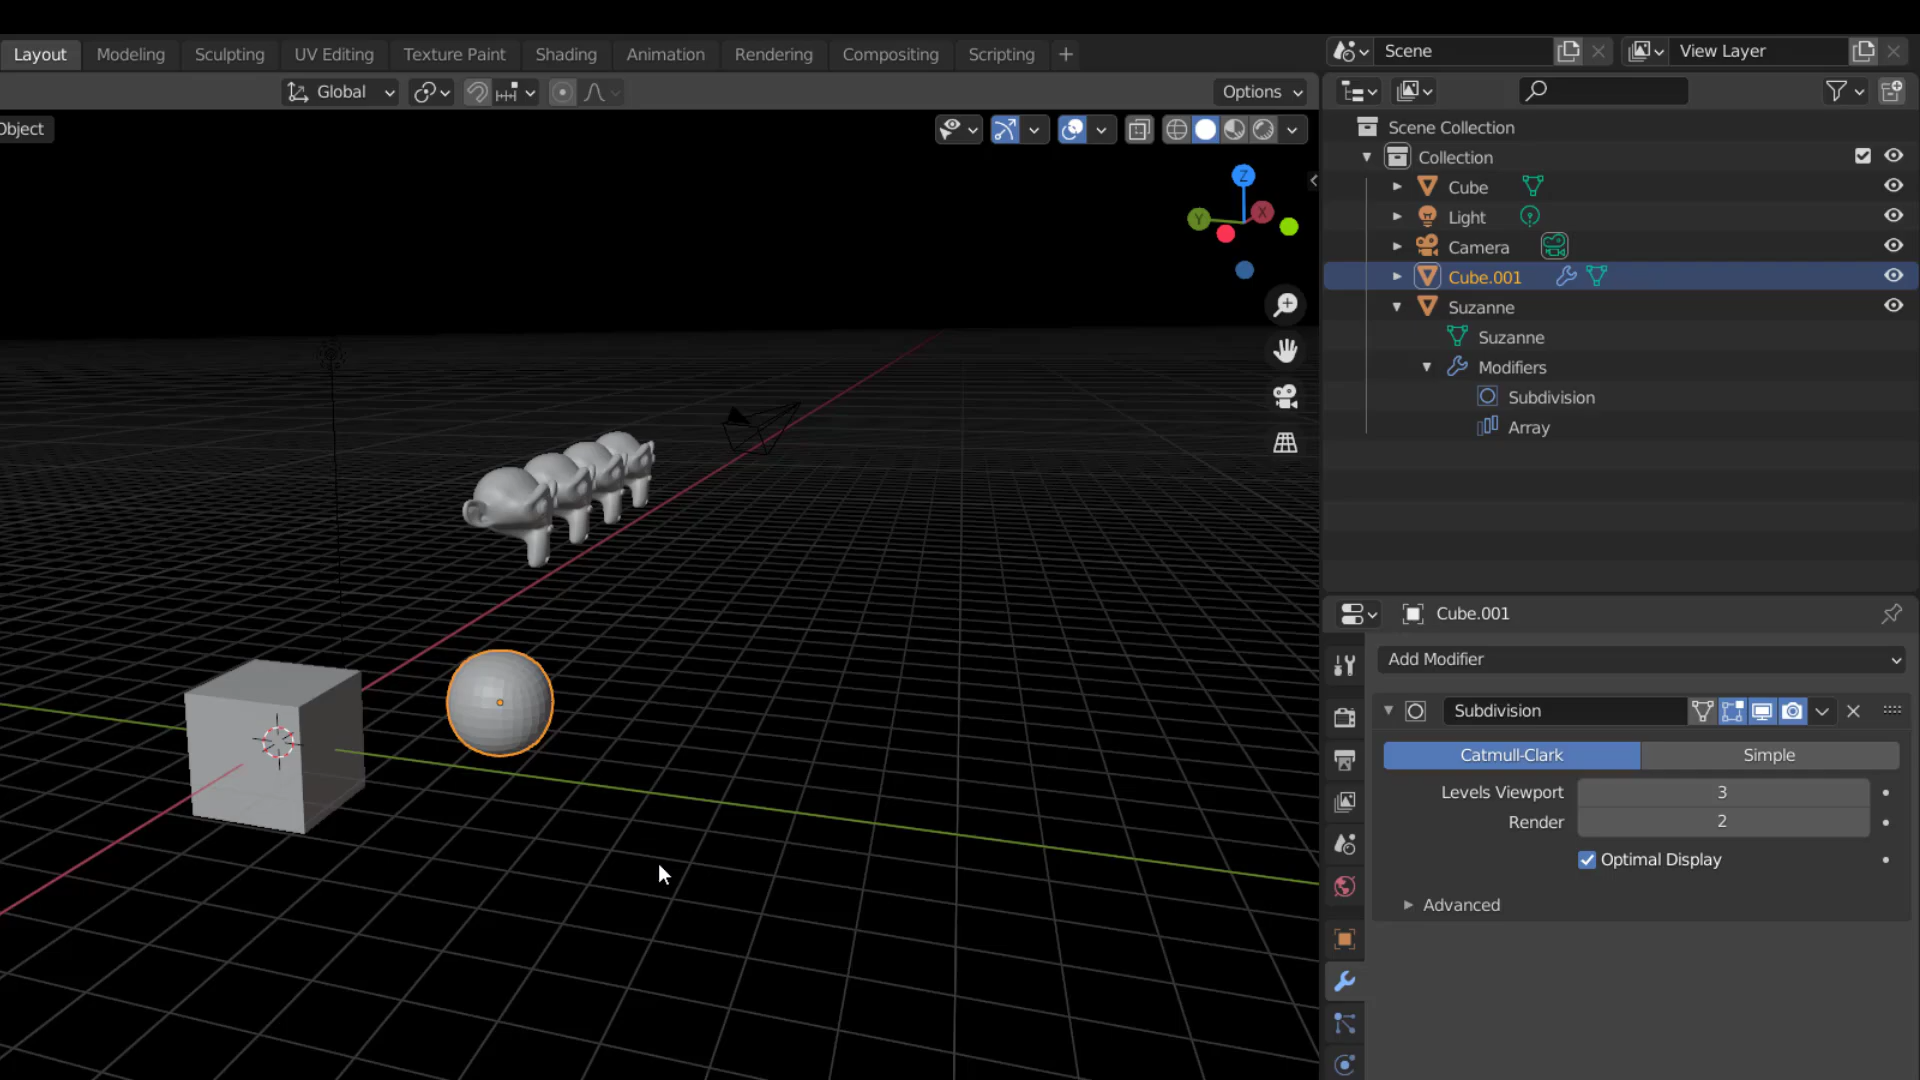 Layout Modeling Sculpting UV Editing Texture Paint Shading Animation Rendering Compositing Scripting +
Scene
View Layer
Global
Options
Object
Z
Y
X
Scene Collection
Collection
Cube
Light
Camera
Cube.001
Suzanne
Suzanne
Modifiers
Subdivision
Array
Cube.001
Add Modifier
Subdivision
Catmull-Clark Simple
Levels Viewport 3
Render 2
Optimal Display
Advanced